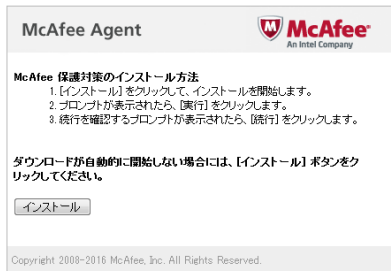 McAfee Agent
McAfee®
An Intel Company
McAfee 保護対策のインストール方法
1. [インストール] をクリックして、インストールを開始します。
2. プロンプトが表示されたら、[実行] をクリックします。
3. 続行を確認するプロンプトが表示されたら、[続行] をクリックします。
ダウンロードが自動的に開始しない場合には、[インストール] ボタンをク
リックしてください。
インストール
Copyright 2008-2016 McAfee, Inc. All Rights Reserved.